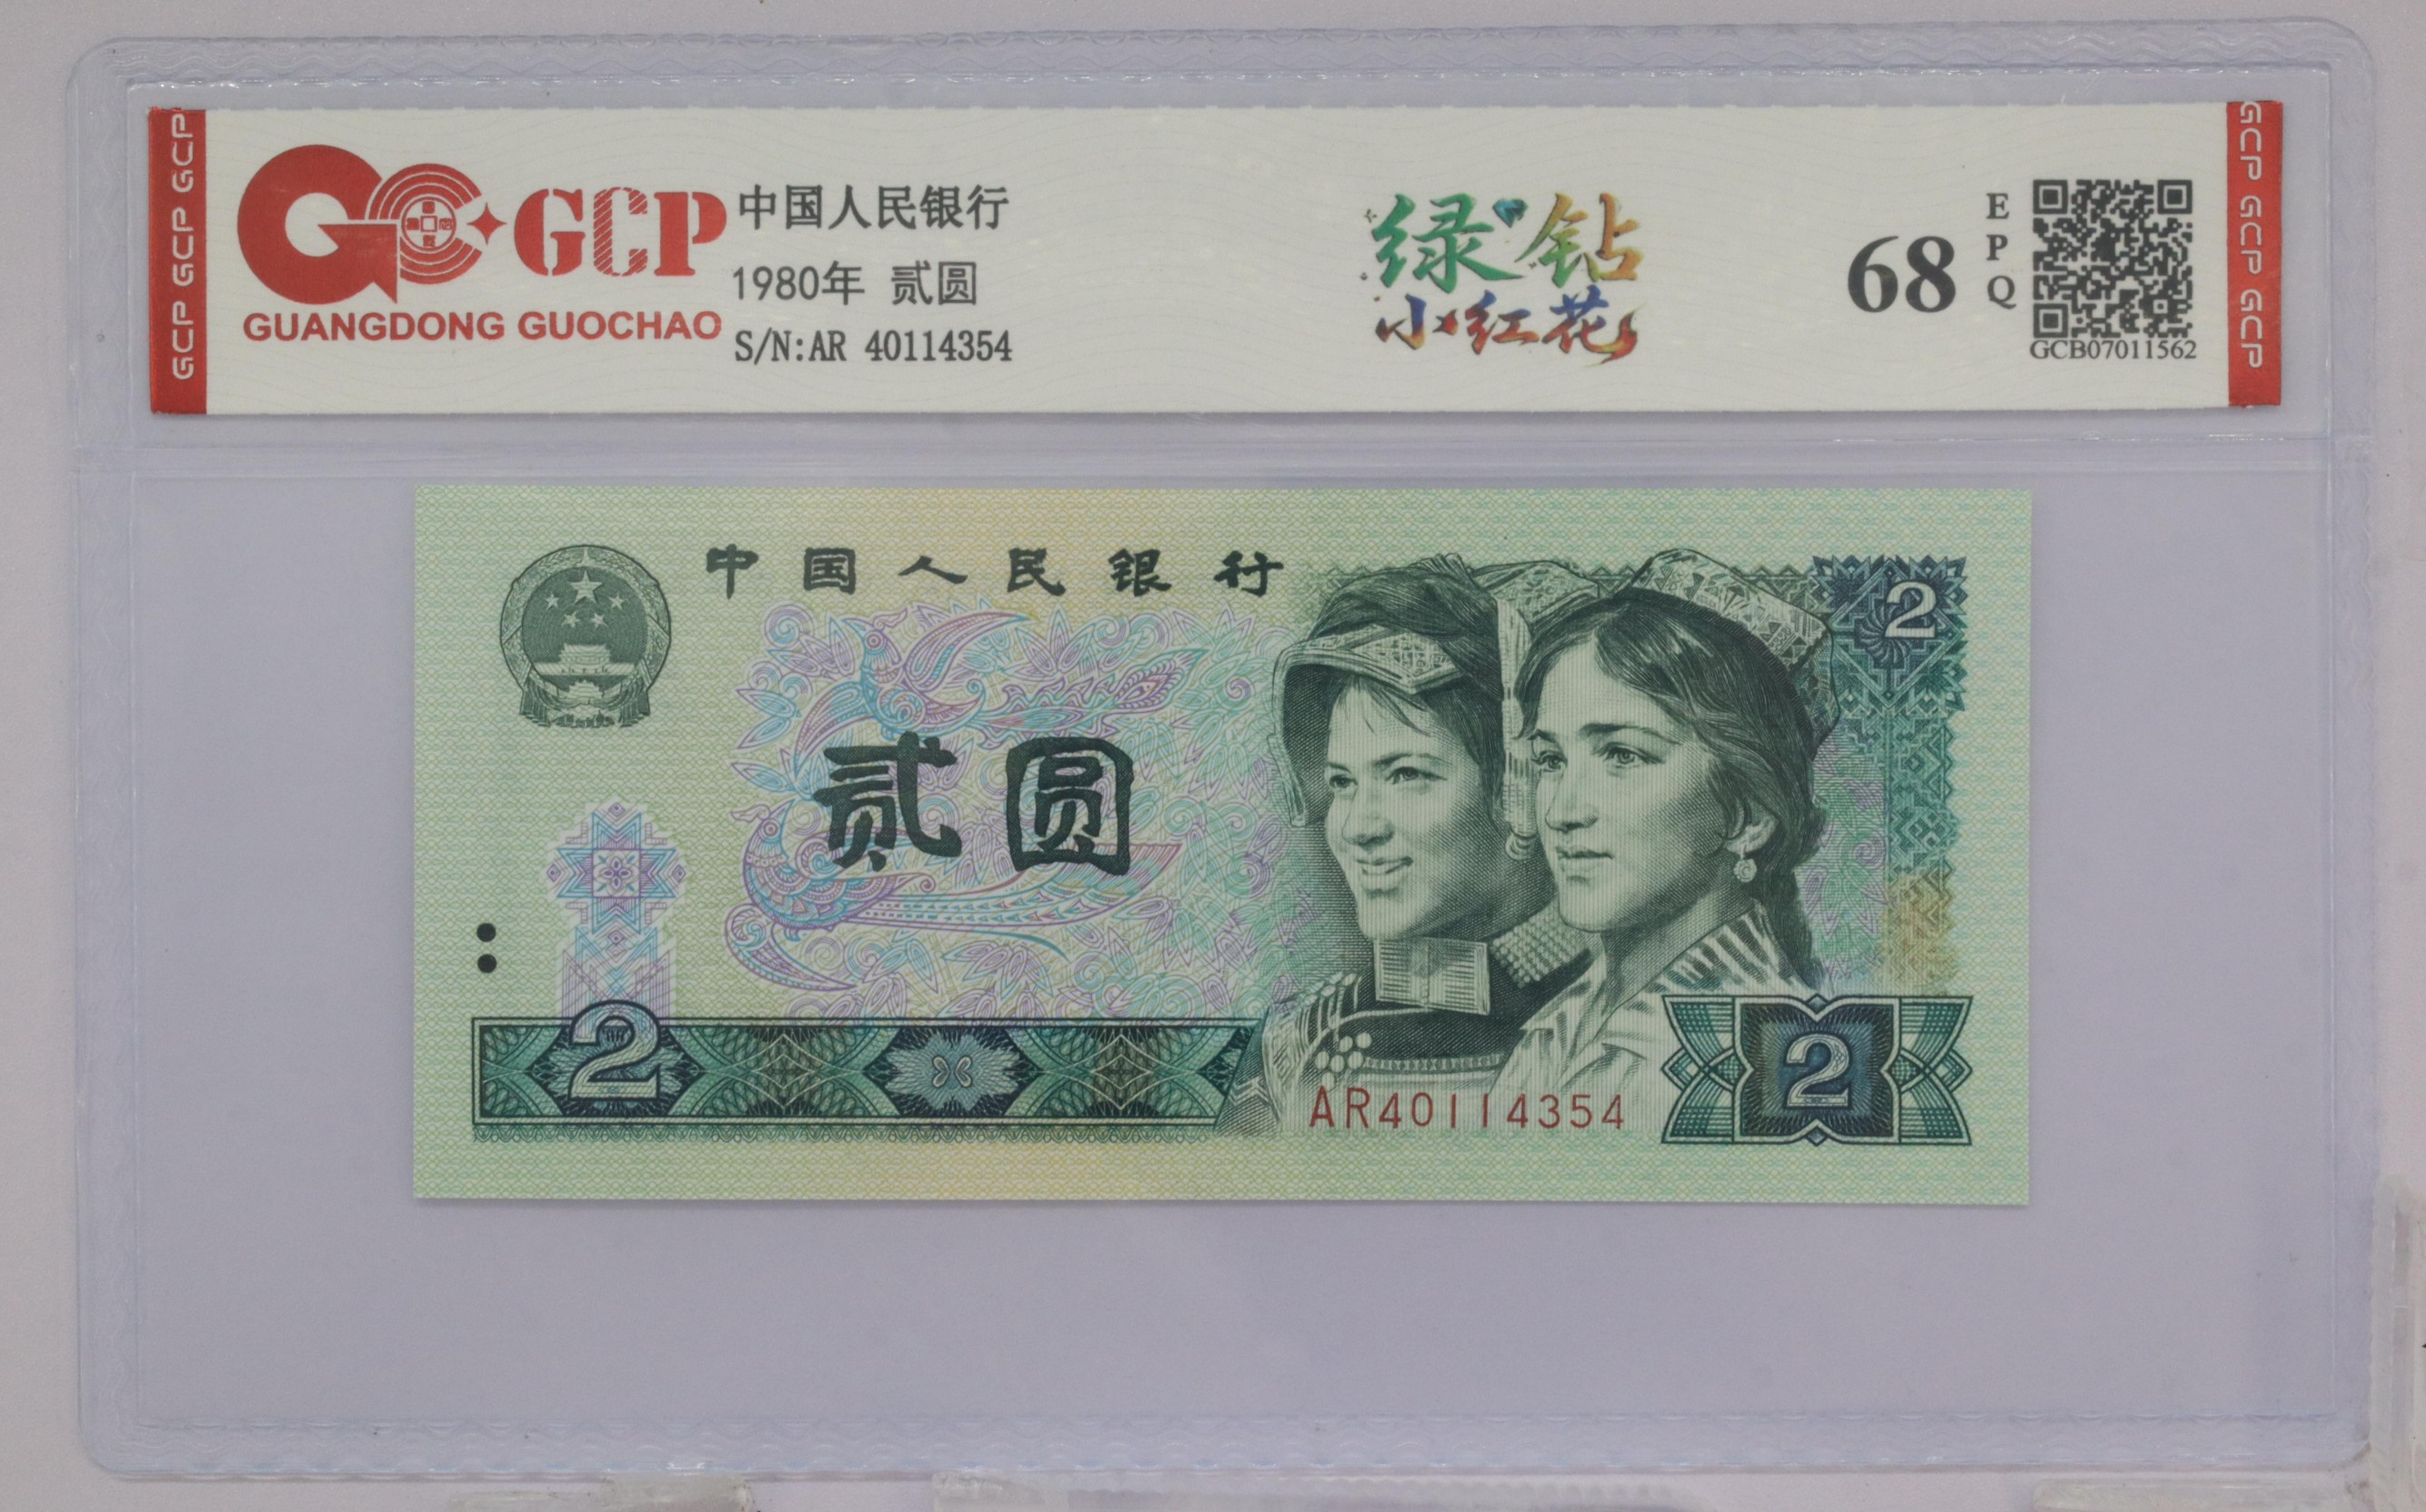 GCP GCP GCP
GCP
GUANGDONG GUOCHAO
中国人民银行
1980年 贰圆
S/N:AR 40114354
绿钻
小红花
68
EPQ
GCB07011562
GCP GCP GCP
中国人民银行
2
贰圆
2
AR40114354
2